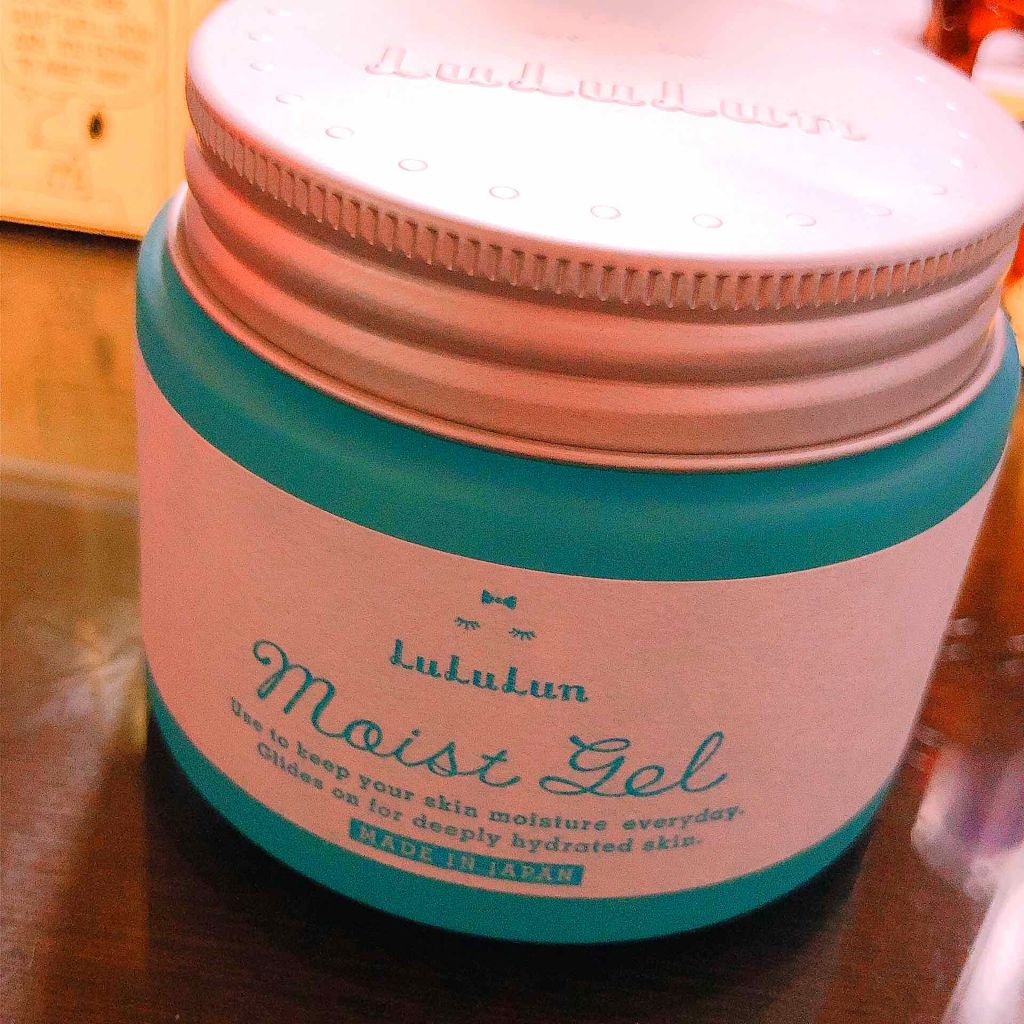 LuLuLun
LuLuLun
Moist Gel
Use to keep your skin moisture everyday.
Glides on for deeply hydrated skin.
MADE IN JAPAN